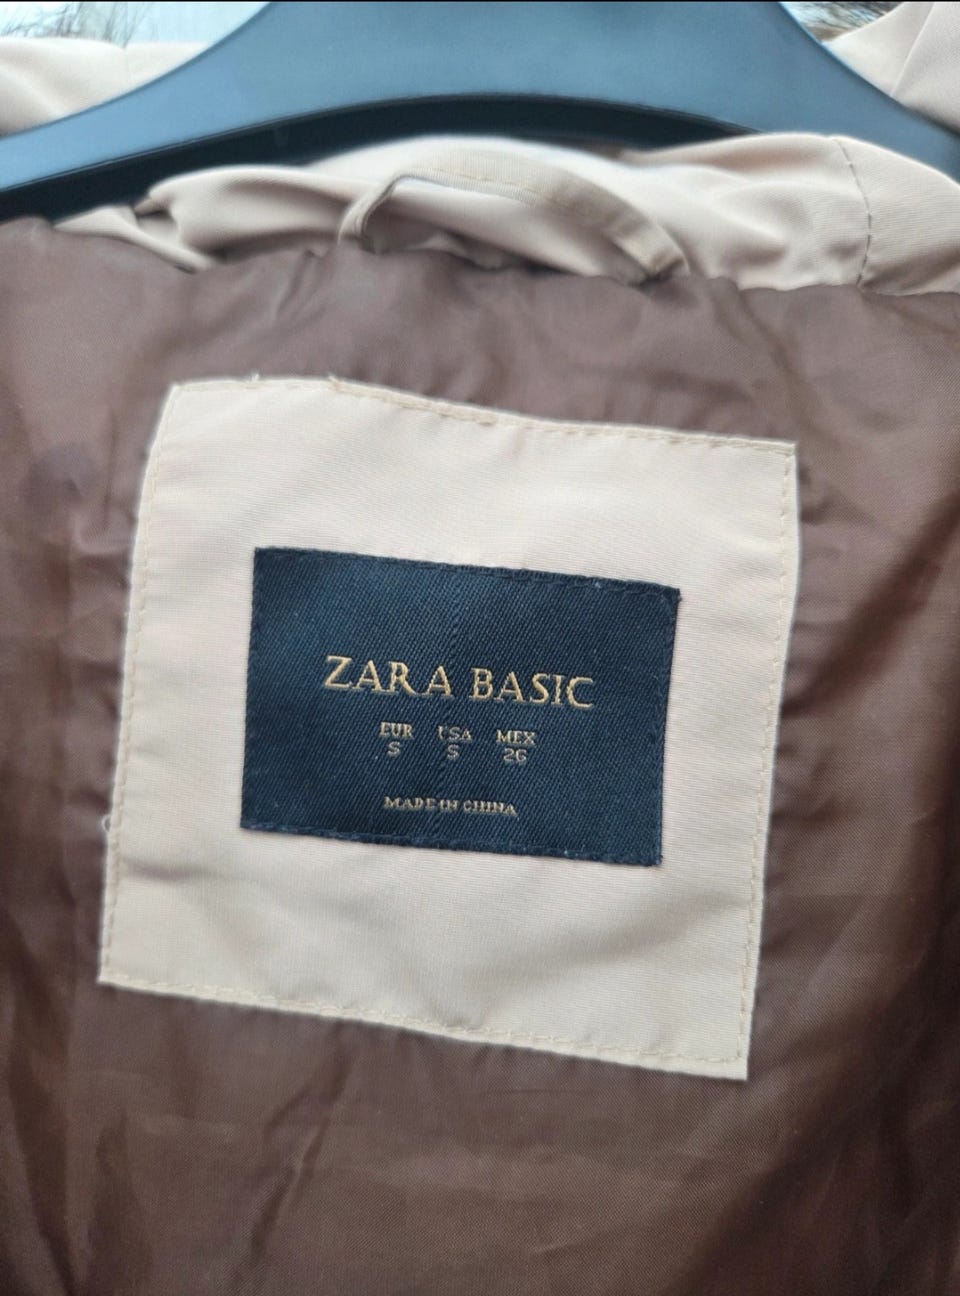 ZARA BASIC
EUR USA MEX
S S 26
MADE IN CHINA